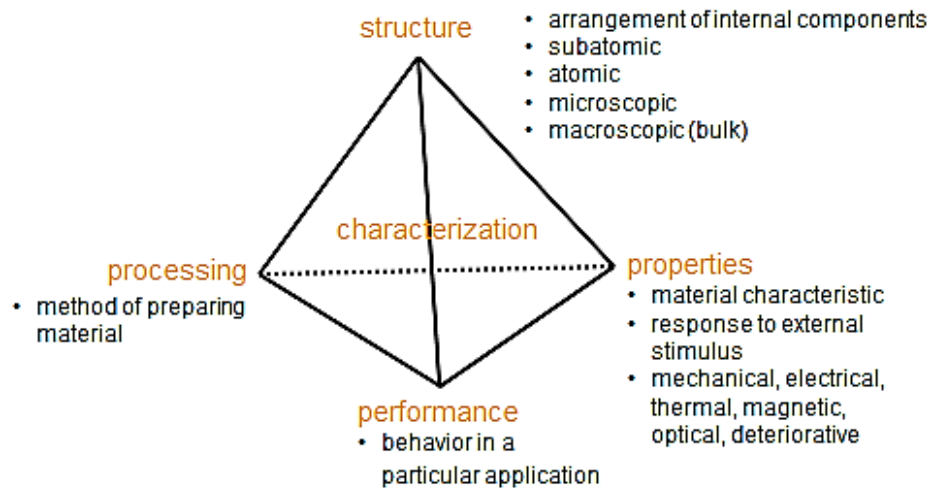 structure
• arrangement of internal components
• subatomic
• atomic
• microscopic
• macroscopic (bulk)
characterization
processing
• method of preparing
material
properties
• material characteristic
• response to external
stimulus
• mechanical, electrical,
thermal, magnetic,
optical, deteriorative
performance
• behavior in a
particular application